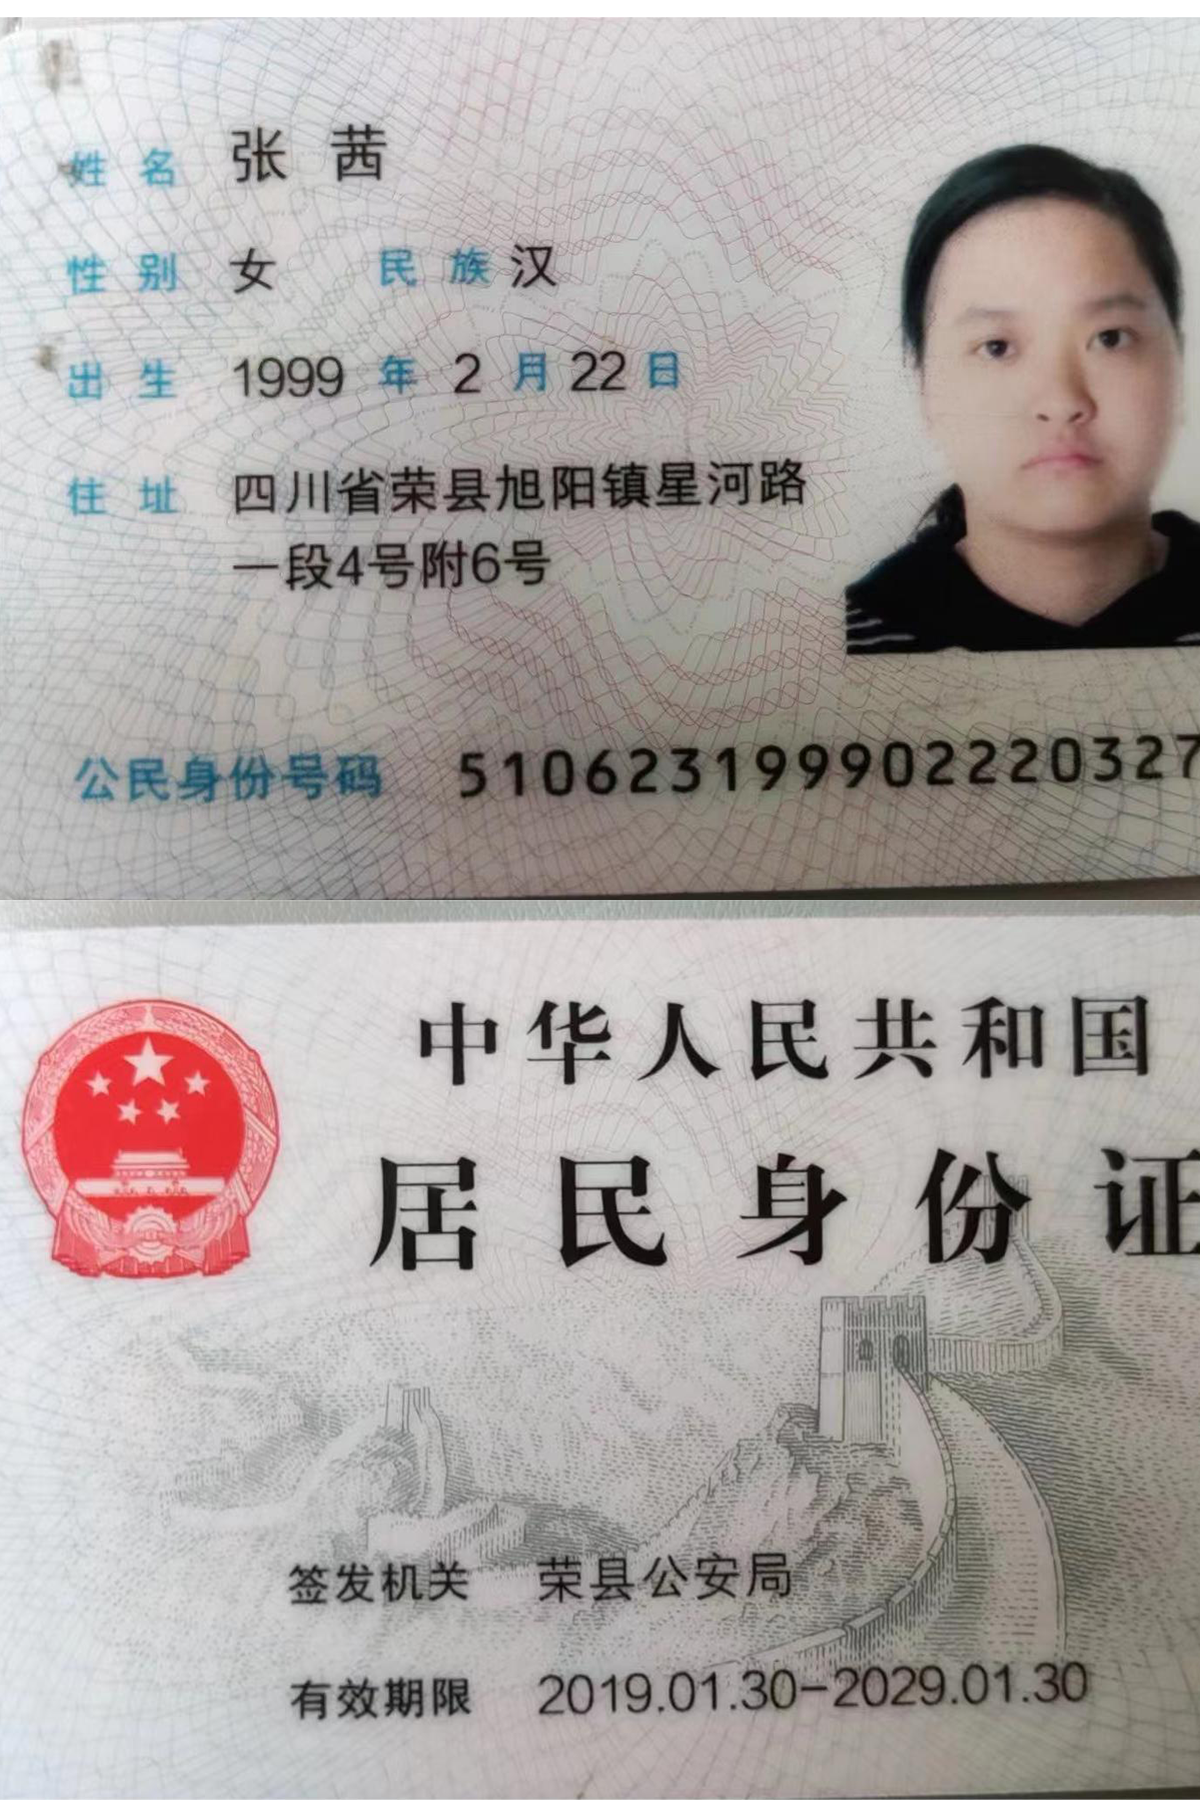 姓名 张茜
性别 女 民族 汉
出生 1999 年 2 月 22 日
住址 四川省荣县旭阳镇星河路
一段4号附6号
公民身份号码 510623199902220327
中华人民共和国
居民身份证
签发机关 荣县公安局
有效期限 2019.01.30-2029.01.30